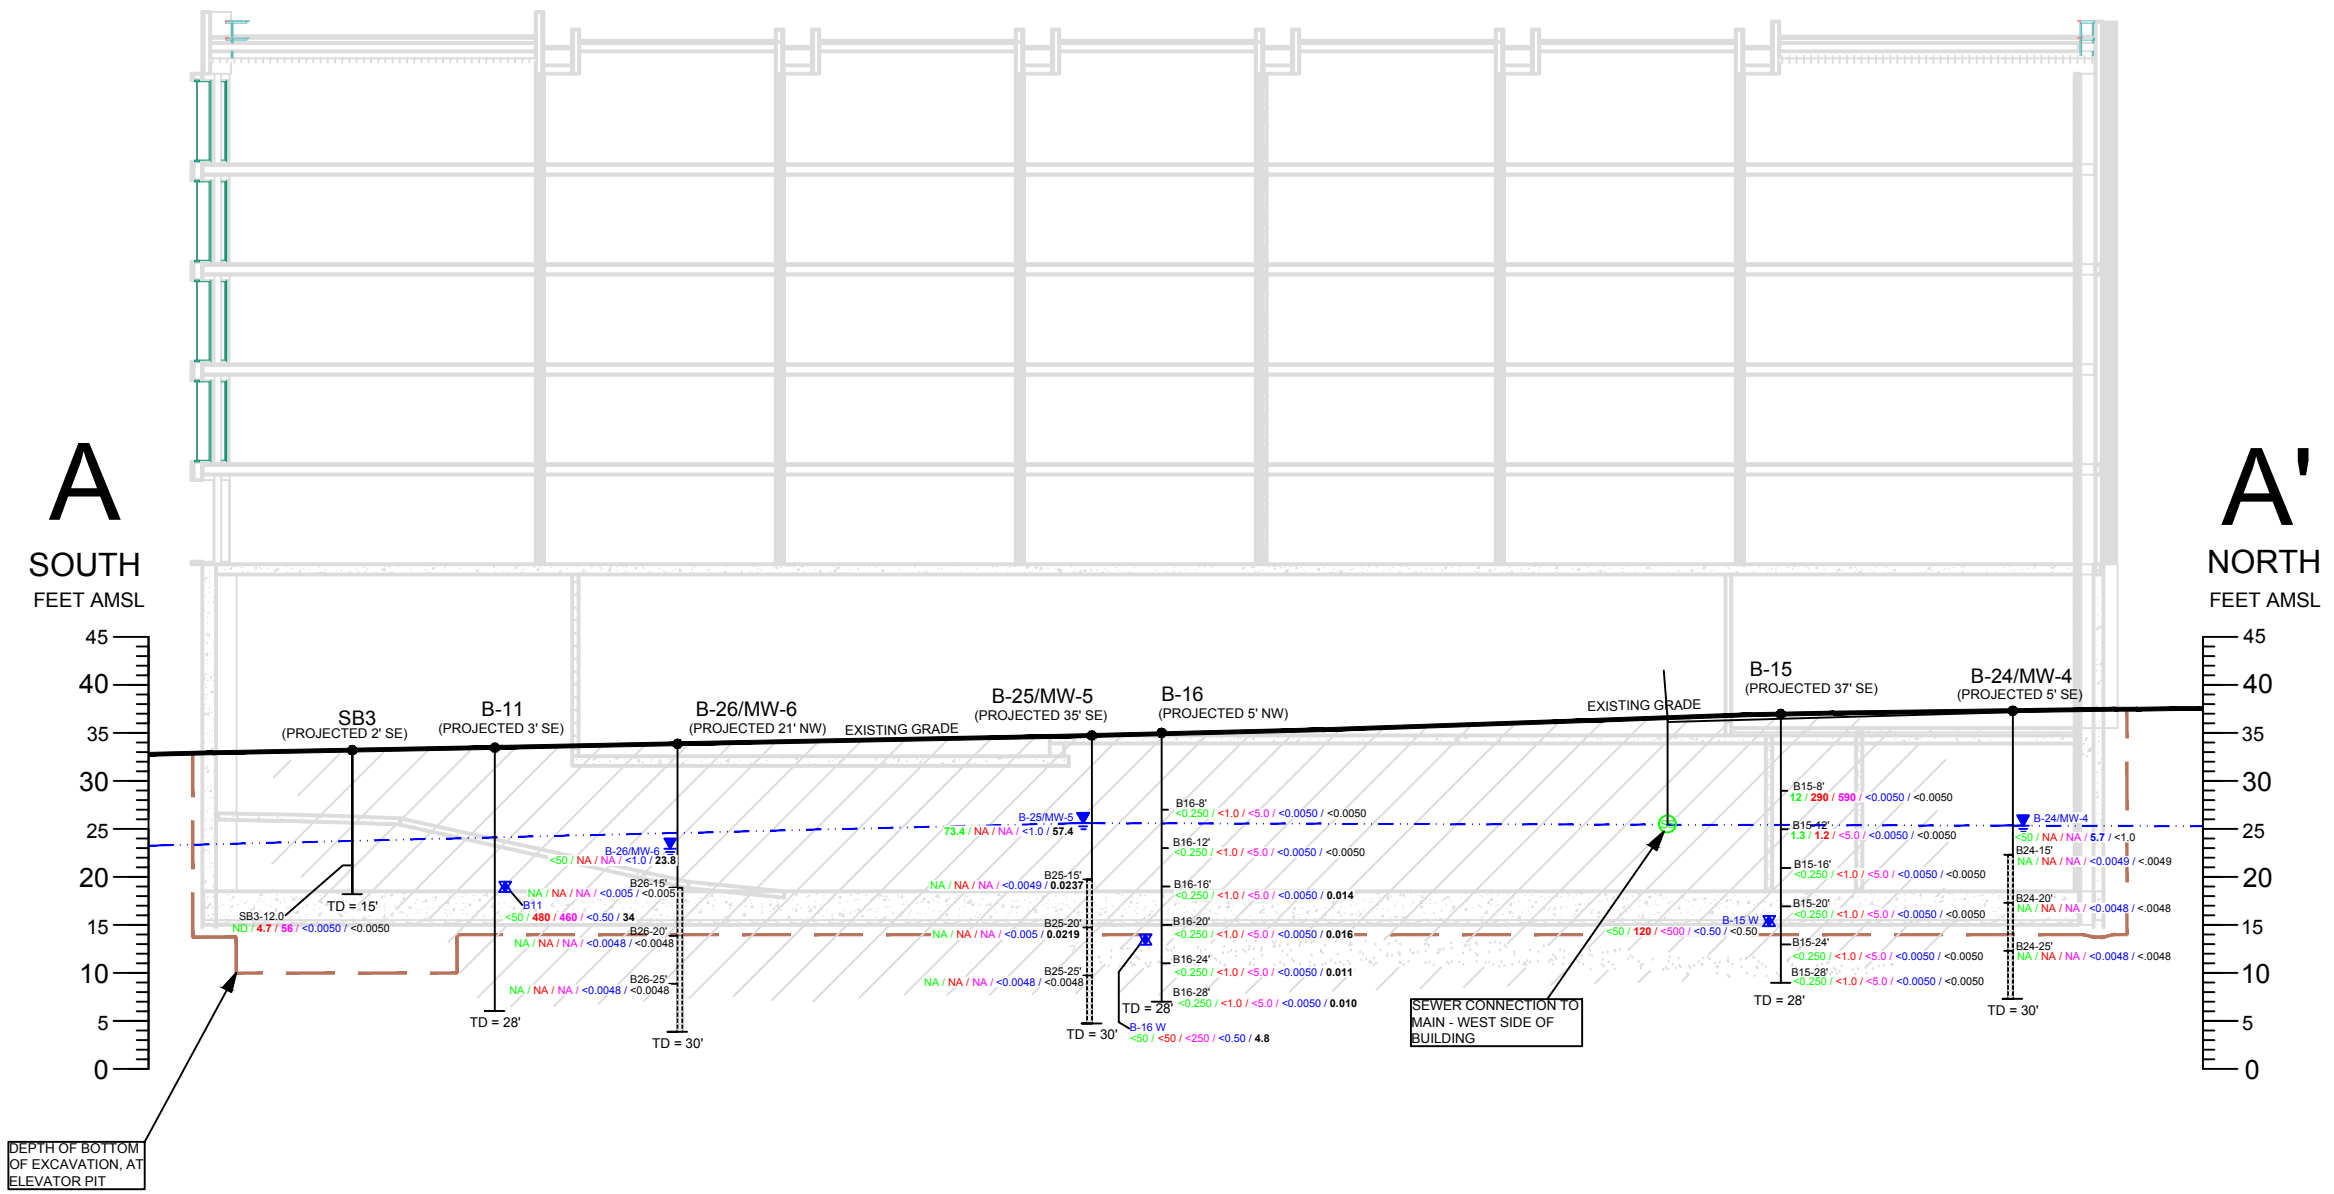 A
SOUTH
FEET AMSL
45
40
35
30
25
20
15
10
5
0
A'
NORTH
FEET AMSL
45
40
35
30
25
20
15
10
5
0
SB3
(PROJECTED 2' SE)
TD = 15'
SB3-12.0
ND / 4.7 / 56 / <0.0050 / <0.0050
B-11
(PROJECTED 3' SE)
B11
<50 / 480 / 460 / <0.50 / 34
TD = 28'
B-26/MW-6
(PROJECTED 21' NW)
B-26/MW-6
<50 / NA / NA / <1.0 / 23.8
B26-15'
NA / NA / NA / <0.005 / <0.005
B26-20'
NA / NA / NA / <0.0048 / <0.0048
B26-25'
NA / NA / NA / <0.0048 / <0.0048
TD = 30'
EXISTING GRADE
B-25/MW-5
(PROJECTED 35' SE)
B-25/MW-5
73.4 / NA / NA / <1.0 / 57.4
B25-15'
NA / NA / NA / <0.0049 / 0.0237
B25-20'
NA / NA / NA / <0.005 / 0.0219
B25-25'
NA / NA / NA / <0.0048 / <0.0048
TD = 30'
B-16
(PROJECTED 5' NW)
B16-8'
<0.250 / <1.0 / <5.0 / <0.0050 / <0.0050
B16-12'
<0.250 / <1.0 / <5.0 / <0.0050 / <0.0050
B16-16'
<0.250 / <1.0 / <5.0 / <0.0050 / 0.014
B16-20'
<0.250 / <1.0 / <5.0 / <0.0050 / 0.016
B16-24'
<0.250 / <1.0 / <5.0 / <0.0050 / 0.011
B16-28'
<0.250 / <1.0 / <5.0 / <0.0050 / 0.010
TD = 28'
B-16 W
<50 / <50 / <250 / <0.50 / 4.8
EXISTING GRADE
SEWER CONNECTION TO
MAIN - WEST SIDE OF
BUILDING
B-15
(PROJECTED 37' SE)
B15-8'
12 / 290 / 590 / <0.0050 / <0.0050
B15-12'
1.3 / 1.2 / <5.0 / <0.0050 / <0.0050
B15-16'
<0.250 / <1.0 / <5.0 / <0.0050 / <0.0050
B15-20'
<0.250 / <1.0 / <5.0 / <0.0050 / <0.0050
B-15 W
<50 / 120 / <500 / <0.50 / <0.50
B15-24'
<0.250 / <1.0 / <5.0 / <0.0050 / <0.0050
B15-28'
<0.250 / <1.0 / <5.0 / <0.0050 / <0.0050
TD = 28'
B-24/MW-4
(PROJECTED 5' SE)
B-24/MW-4
<50 / NA / NA / 5.7 / <1.0
B24-15'
NA / NA / NA / <0.0049 / <.0049
B24-20'
NA / NA / NA / <0.0048 / <.0048
B24-25'
NA / NA / NA / <0.0048 / <.0048
TD = 30'
DEPTH OF BOTTOM
OF EXCAVATION, AT
ELEVATOR PIT